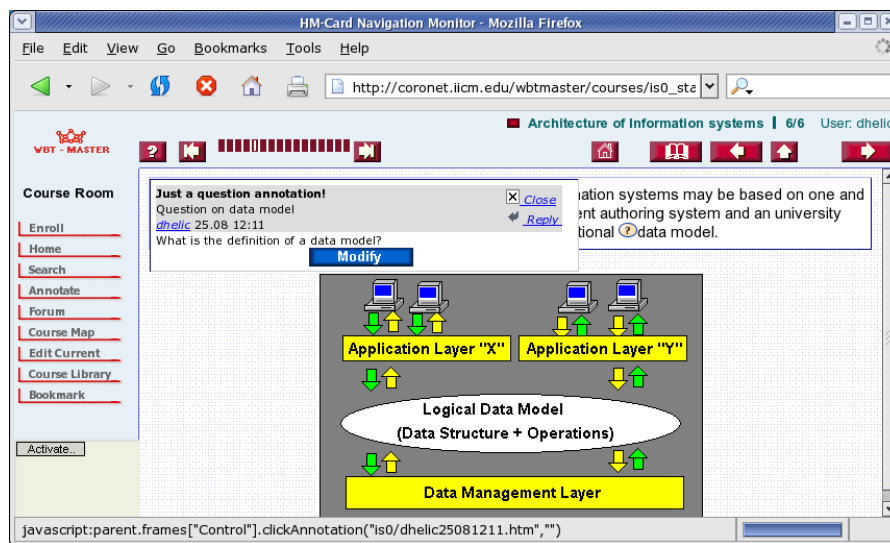 HM-Card Navigation Monitor - Mozilla Firefox
File Edit View Go Bookmarks Tools Help
http://coronet.iicm.edu/wbtmaster/courses/is0_sta
Architecture of Information systems | 6/6 User: dhelic
WBT - MASTER
?
Course Room
Enroll
Home
Search
Annotate
Forum
Course Map
Edit Current
Course Library
Bookmark
Activate..
Just a question annotation!
Question on data model
dhelic 25.08 12:11
What is the definition of a data model?
Close
Reply
Modify
ation systems may be based on one and
ent authoring system and an university
tional ? data model.
Application Layer "X" Application Layer "Y"
Logical Data Model
(Data Structure + Operations)
Data Management Layer
javascript:parent.frames["Control"].clickAnnotation("is0/dhelic25081211.htm","")